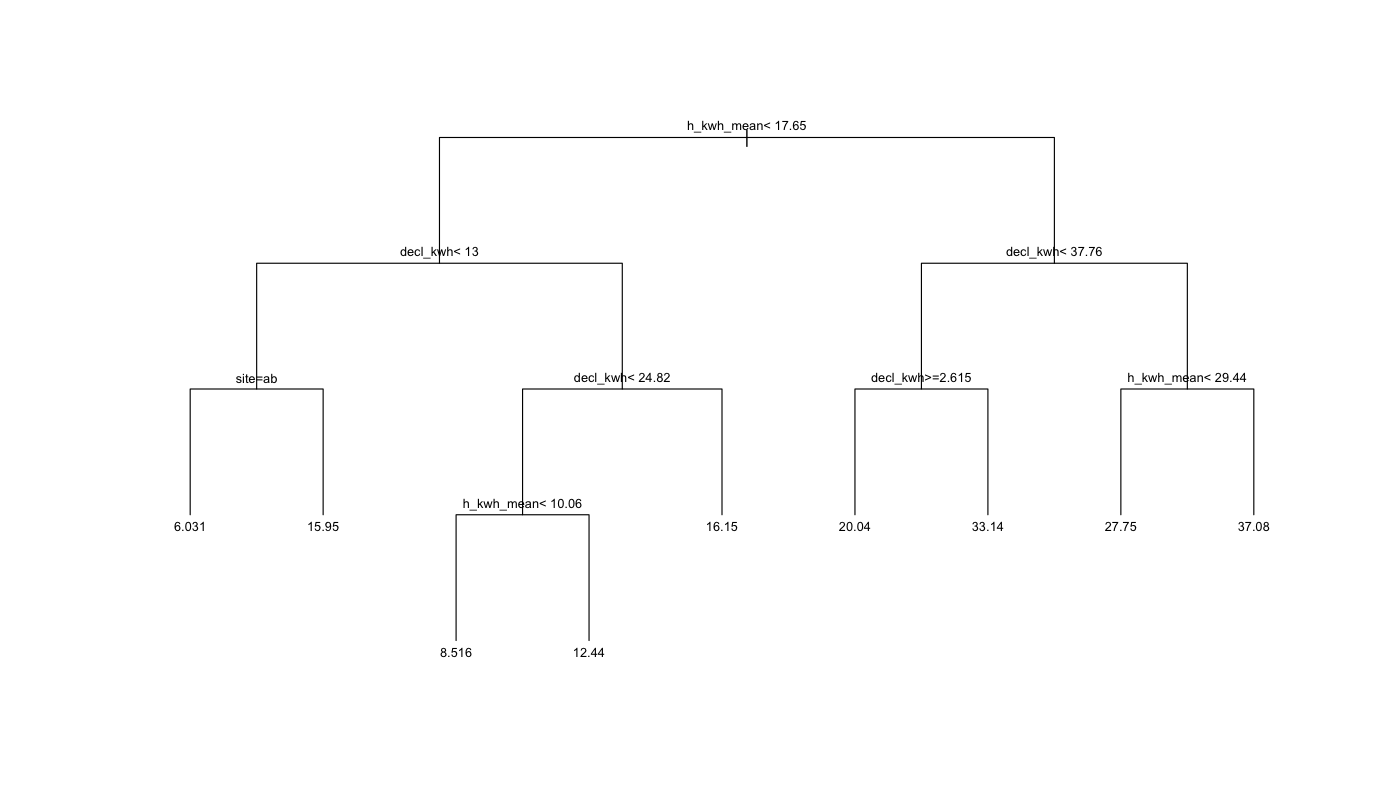 h_kwh_mean< 17.65
decl_kwh< 13
decl_kwh< 37.76
site=ab
decl_kwh< 24.82
decl_kwh>=2.615
h_kwh_mean< 29.44
h_kwh_mean< 10.06
6.031
15.95
16.15
20.04
33.14
27.75
37.08
8.516
12.44